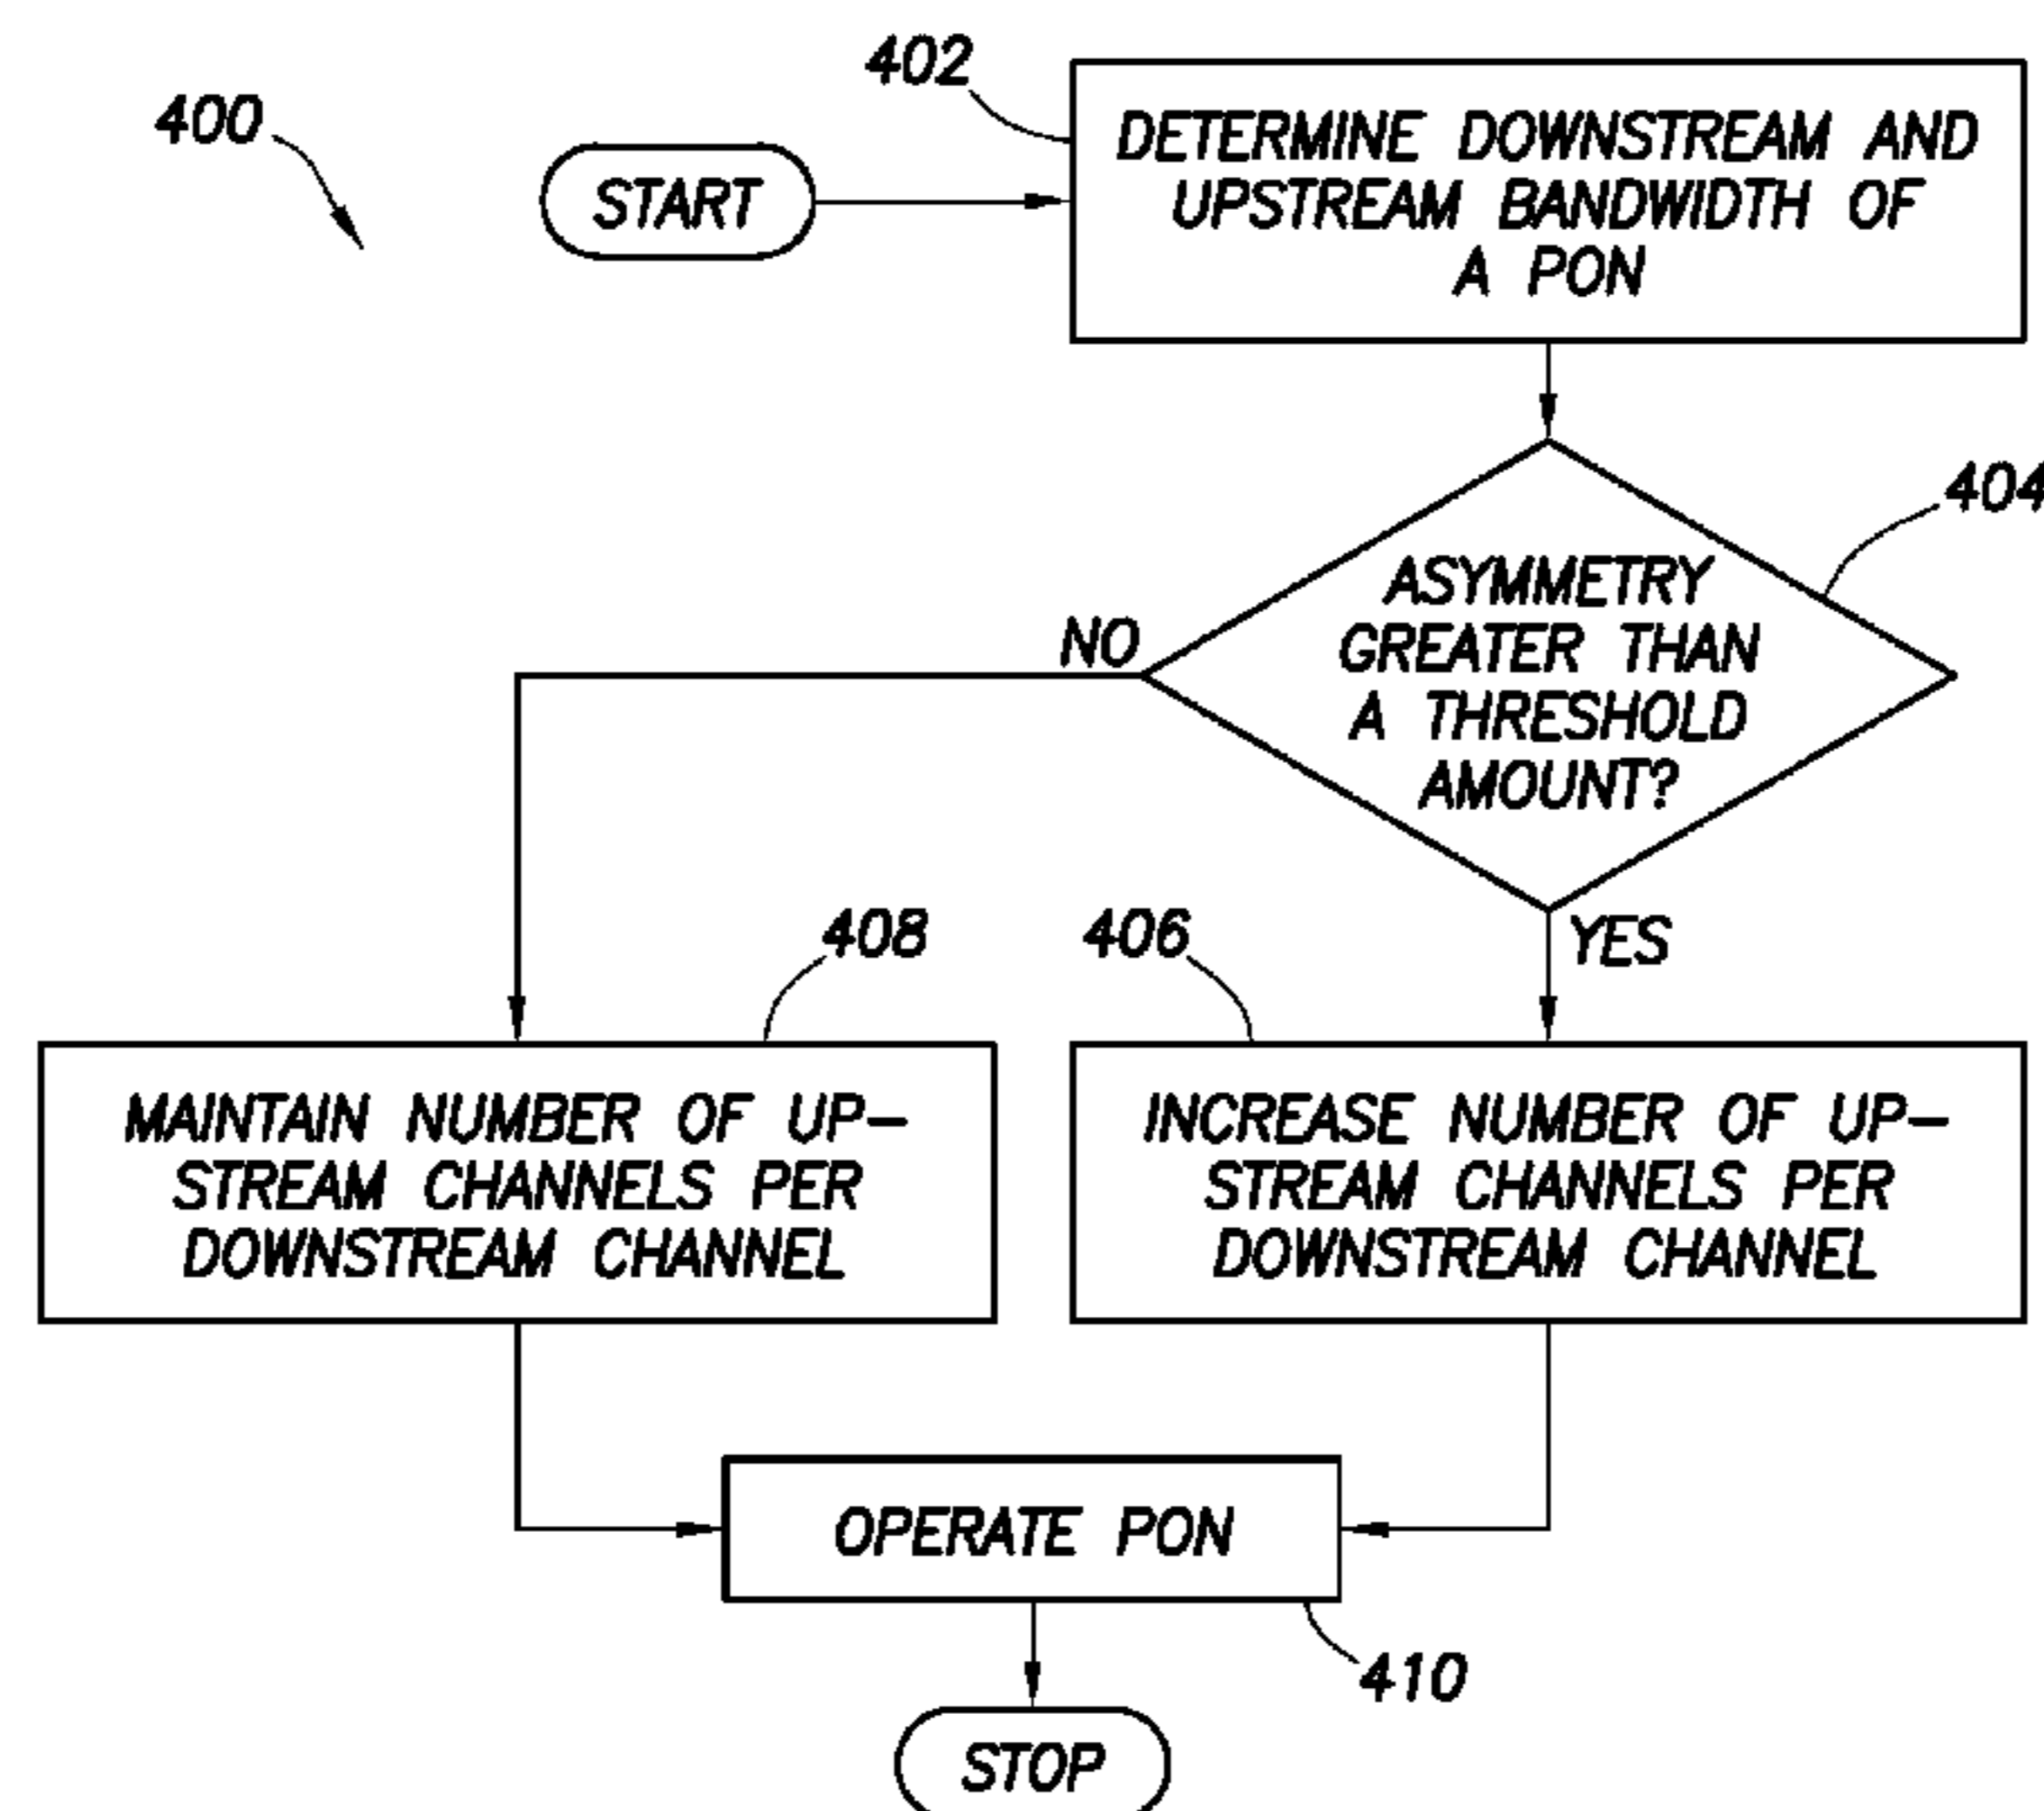 402
400
START
DETERMINE DOWNSTREAM AND
UPSTREAM BANDWIDTH OF
A PON
404
ASYMMETRY
GREATER THAN
A THRESHOLD
AMOUNT?
NO
YES
408
406
MAINTAIN NUMBER OF UP-
STREAM CHANNELS PER
DOWNSTREAM CHANNEL
INCREASE NUMBER OF UP-
STREAM CHANNELS PER
DOWNSTREAM CHANNEL
OPERATE PON
410
STOP